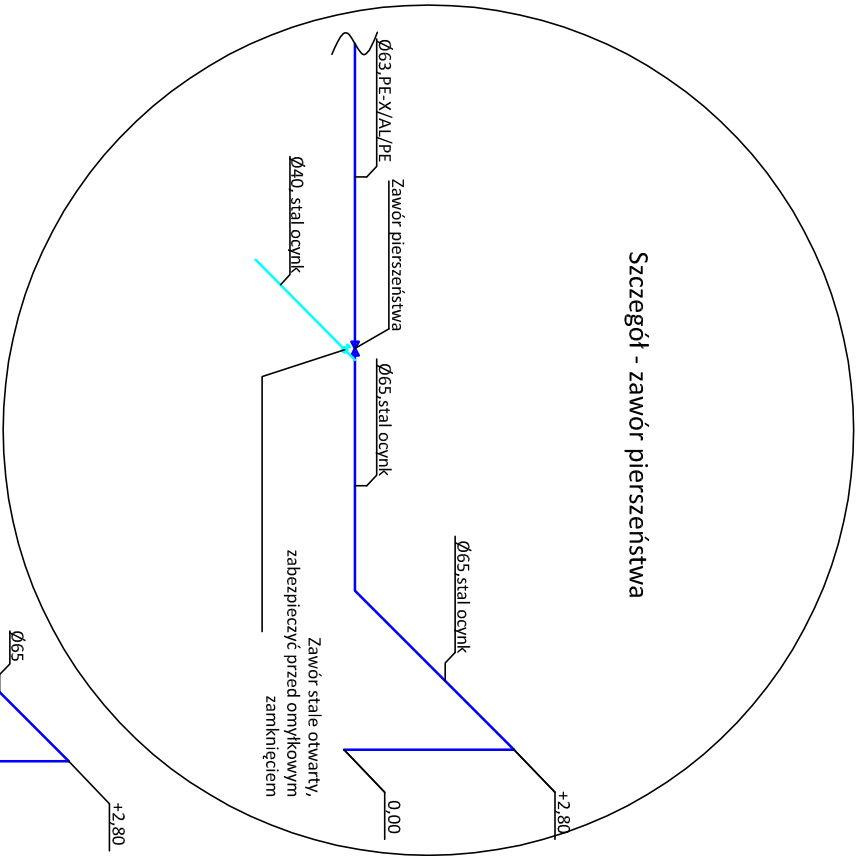 Szczegół - zawór pierszeństwa
Ø63,PE-X/AL/PE
Zawór pierszeństwa
Ø40, stal ocynk
Ø65,stal ocynk
Ø65,stal ocynk
+2,80
0,00
Zawór stale otwarty,
zabezpieczyć przed omyłkowym
zamknięciem
Ø65
+2,80